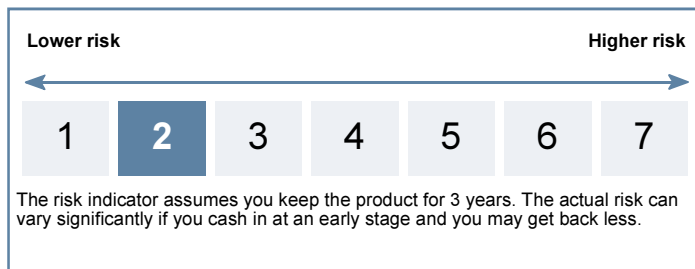 Lower risk Higher risk
1 2 3 4 5 6 7
The risk indicator assumes you keep the product for 3 years. The actual risk can
vary significantly if you cash in at an early stage and you may get back less.